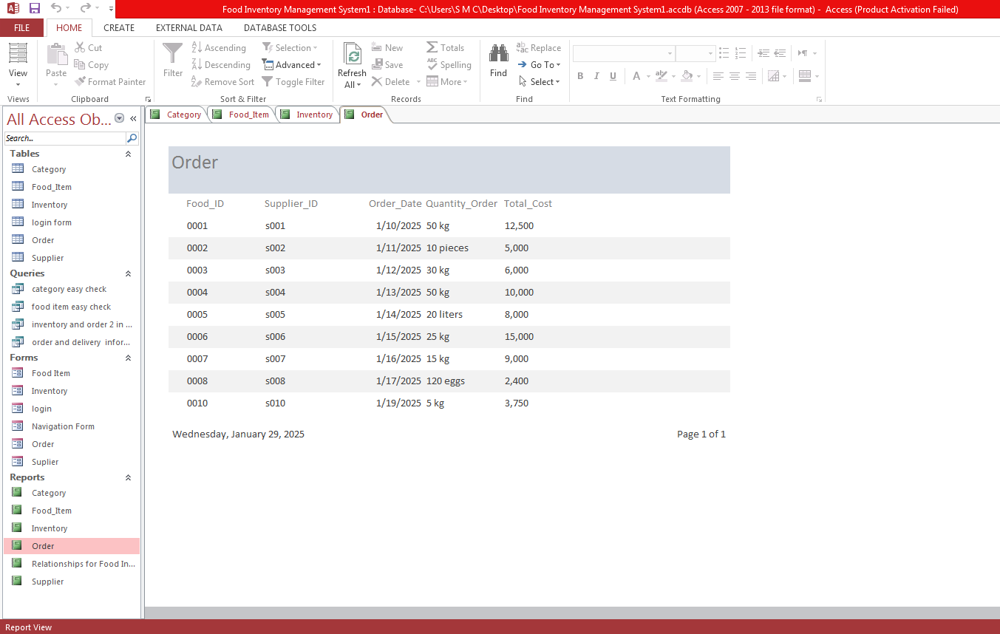 Food Inventory Management System1 : Database- C:\Users\S M C\Desktop\Food Inventory Management System1.accdb (Access 2007 - 2013 file format) - Access (Product Activation Failed)
FILE HOME CREATE EXTERNAL DATA DATABASE TOOLS
View
Views
Paste
Cut
Copy
Format Painter
Clipboard
Filter
Ascending
Descending
Remove Sort
Selection
Advanced
Toggle Filter
Sort & Filter
Refresh
All
New
Save
Delete
Totals
Spelling
More
Records
Find
Replace
Go To
Select
Find
B I U A
Text Formatting
All Access Ob...
Search...
Tables
Category
Food_Item
Inventory
login form
Order
Supplier
Queries
category easy check
food item easy check
inventory and order 2 in ...
order and delivery infor...
Forms
Food Item
Inventory
login
Navigation Form
Order
Suplier
Reports
Category
Food_Item
Inventory
Order
Relationships for Food In...
Supplier
Category Food_Item Inventory Order
Order
Food_ID Supplier_ID Order_Date Quantity_Order Total_Cost
0001 s001 1/10/2025 50 kg 12,500
0002 s002 1/11/2025 10 pieces 5,000
0003 s003 1/12/2025 30 kg 6,000
0004 s004 1/13/2025 50 kg 10,000
0005 s005 1/14/2025 20 liters 8,000
0006 s006 1/15/2025 25 kg 15,000
0007 s007 1/16/2025 15 kg 9,000
0008 s008 1/17/2025 120 eggs 2,400
0010 s010 1/19/2025 5 kg 3,750
Wednesday, January 29, 2025 Page 1 of 1
Report View